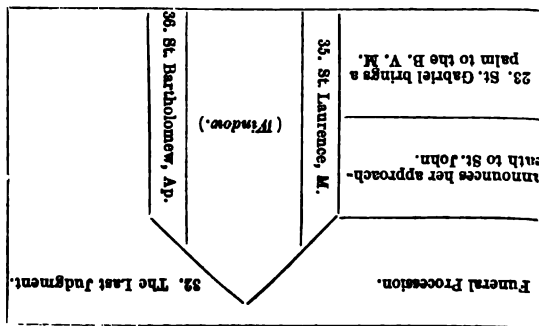 Funeral Procession.
32. The Last Judgment.
announces her approach-
eath to St. John.
23. St. Gabriel brings a
palm to the B. V. M.
35. St. Laurence, M.
(Window.)
36. St. Bartholomew, Ap.